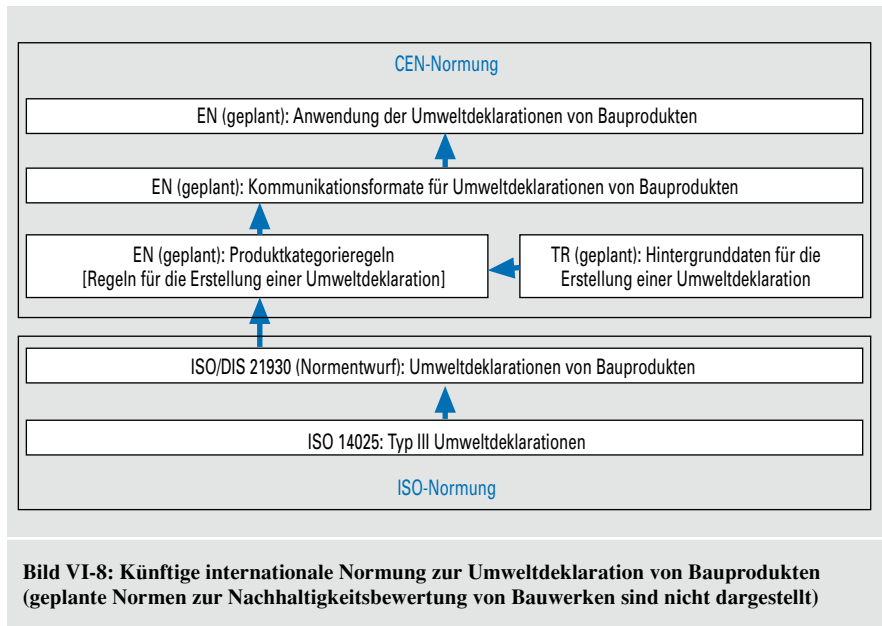 CEN-Normung
EN (geplant): Anwendung der Umweltdeklarationen von Bauprodukten
EN (geplant): Kommunikationsformate für Umweltdeklarationen von Bauprodukten
EN (geplant): Produktkategorieregeln
[Regeln für die Erstellung einer Umweltdeklaration]
TR (geplant): Hintergrunddaten für die
Erstellung einer Umweltdeklaration
ISO/DIS 21930 (Normentwurf): Umweltdeklarationen von Bauprodukten
ISO 14025: Typ III Umweltdeklarationen
ISO-Normung
Bild VI-8: Künftige internationale Normung zur Umweltdeklaration von Bauprodukten
(geplante Normen zur Nachhaltigkeitsbewertung von Bauwerken sind nicht dargestellt)